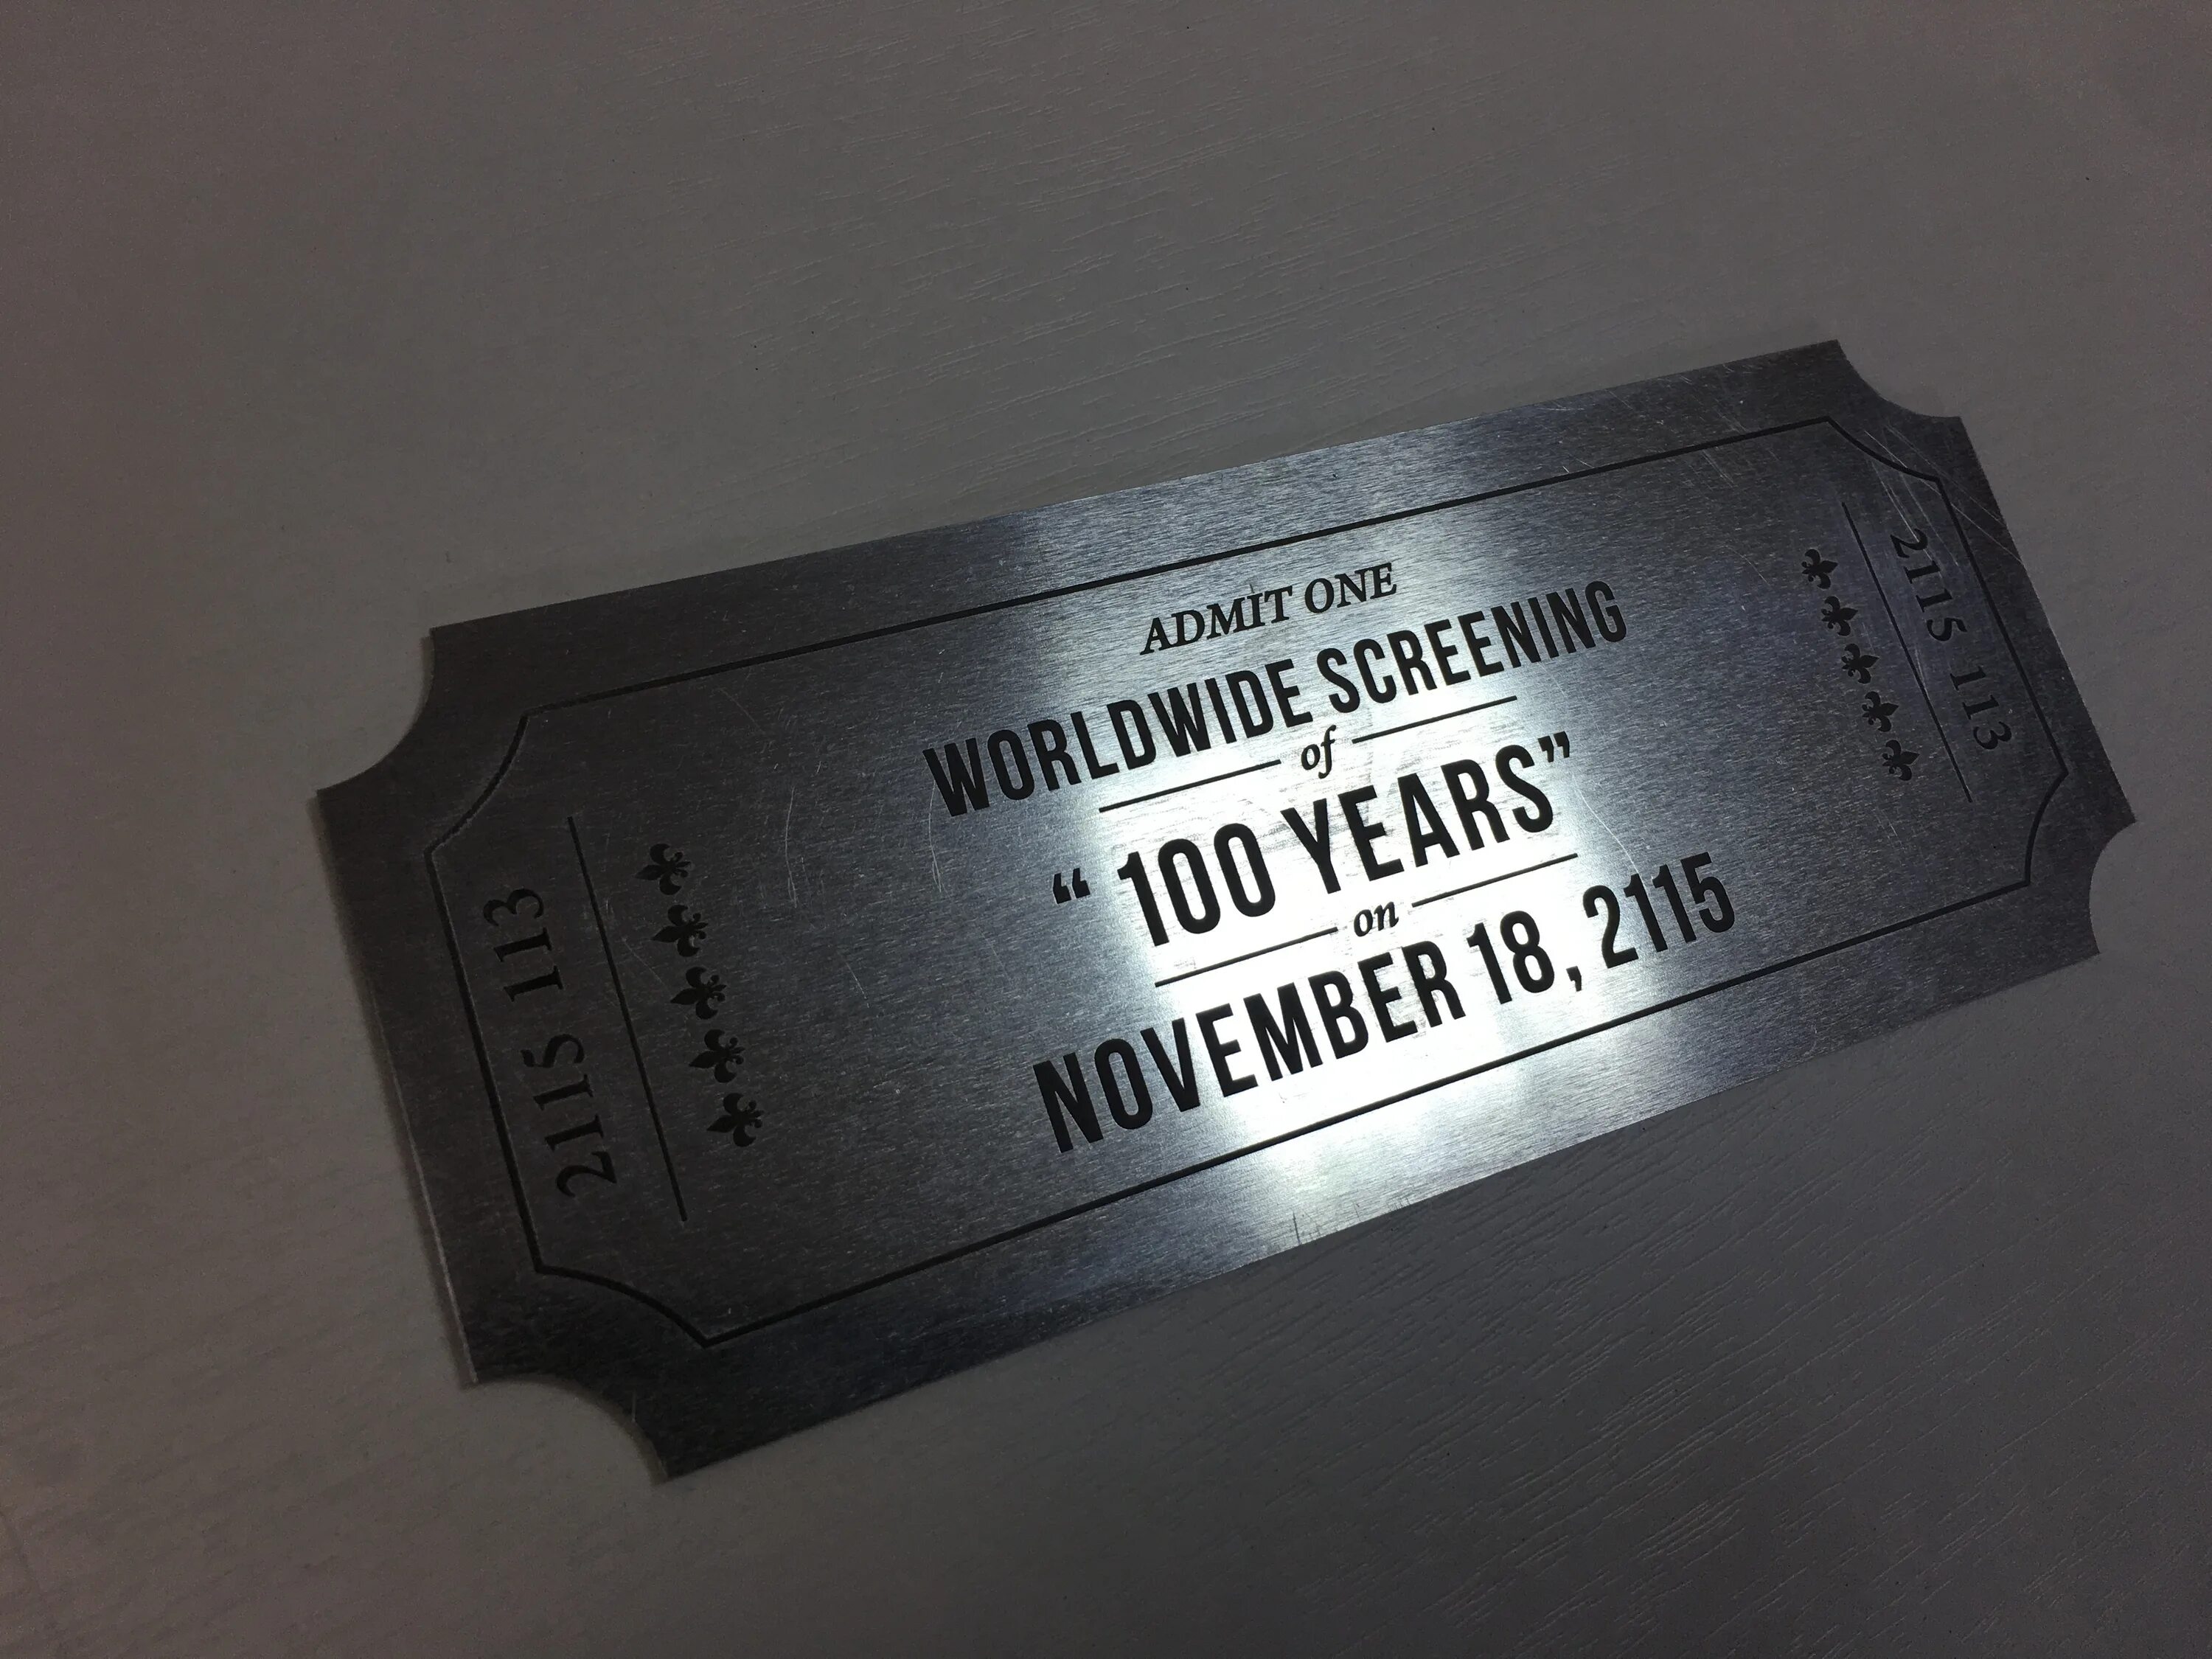 ADMIT ONE
WORLDWIDE SCREENING
of
“ 100 YEARS”
on
NOVEMBER 18, 2115
2115 113
2115 113